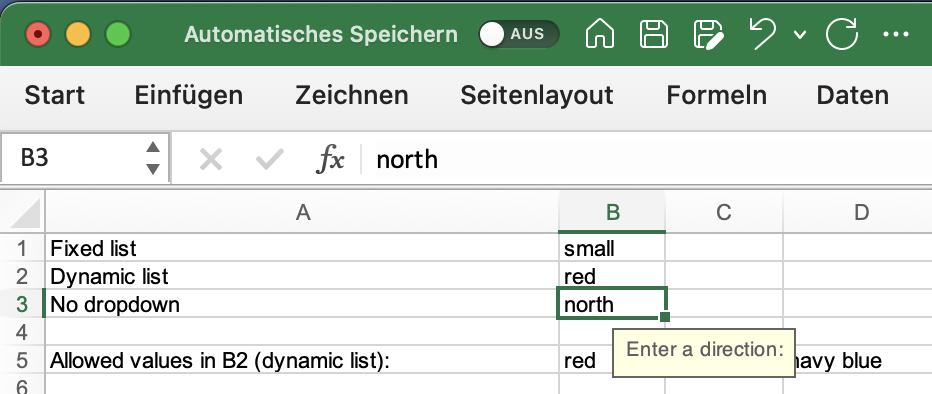 Automatisches Speichern AUS
Start Einfügen Zeichnen Seitenlayout Formeln Daten
B3 fx north
A B C D
1 Fixed list small
2 Dynamic list red
3 No dropdown north
4
Enter a direction:
5 Allowed values in B2 (dynamic list): red navy blue
6